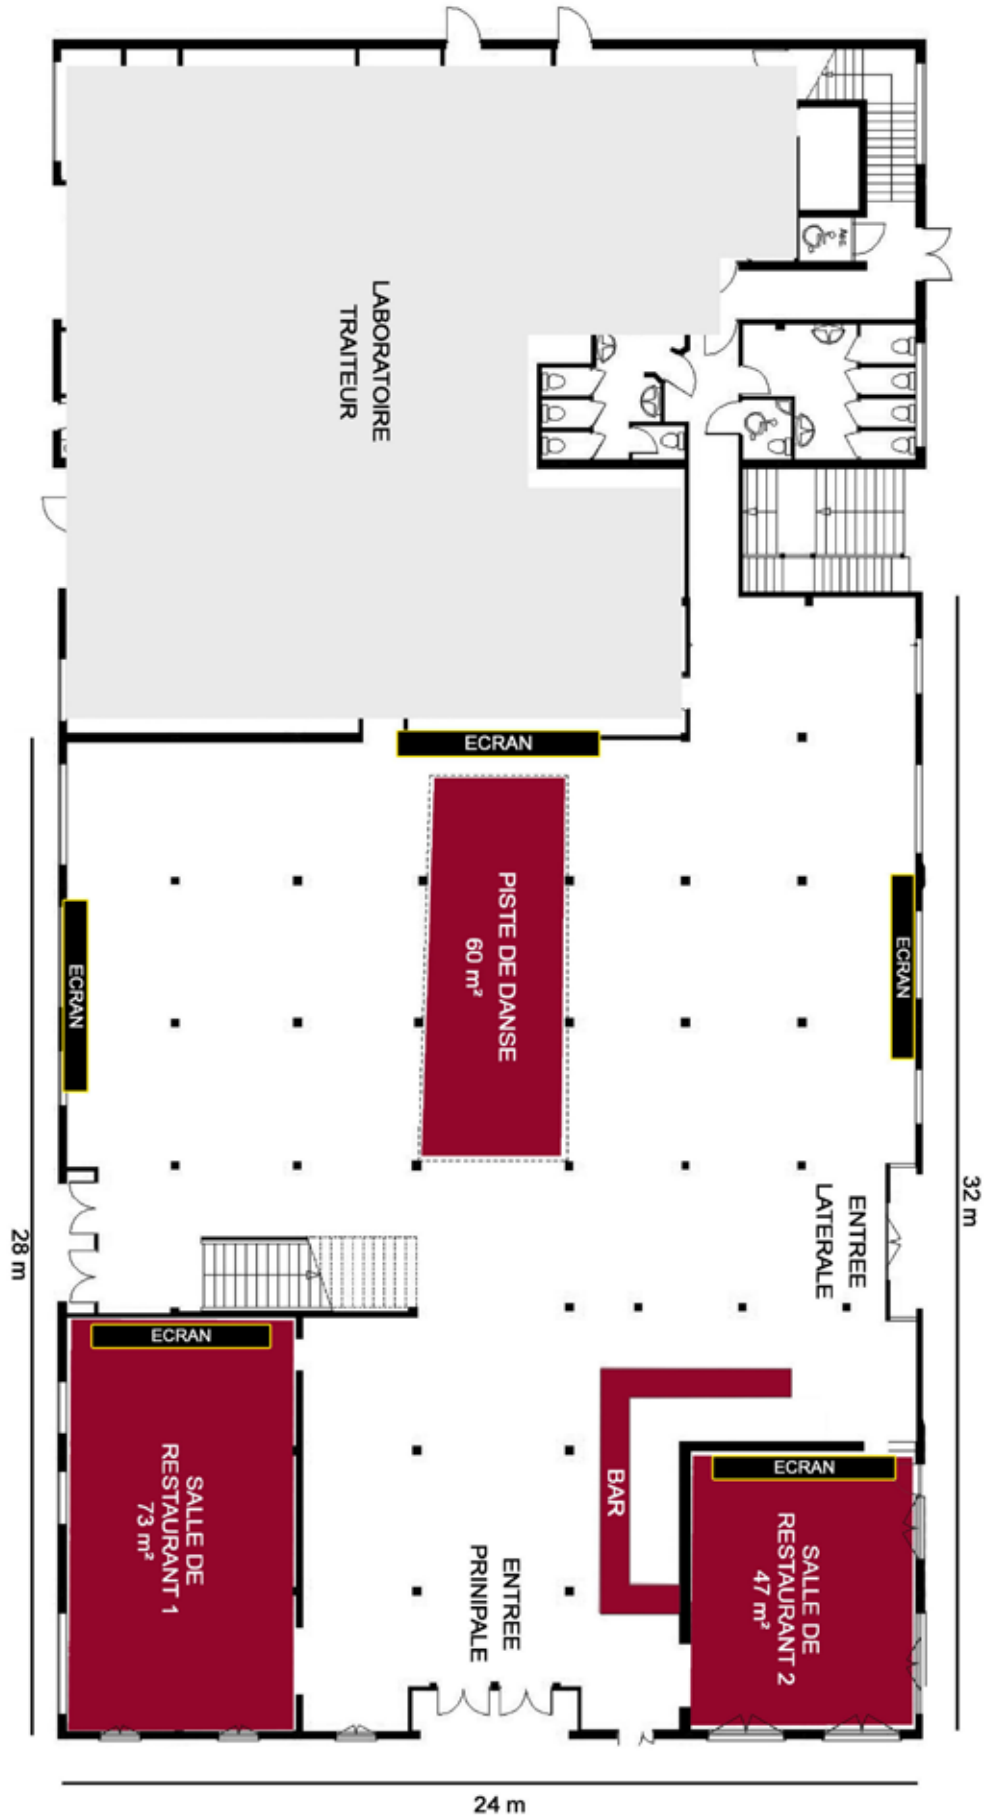 LABORATOIRE
TRAITEUR
ECRAN
PISTE DE DANSE
60 m²
ECRAN
ECRAN
ENTREE
LATERALE
32 m
28 m
ECRAN
SALLE DE
RESTAURANT 1
73 m²
BAR
ECRAN
SALLE DE
RESTAURANT 2
47 m²
ENTREE
PRINIPALE
24 m